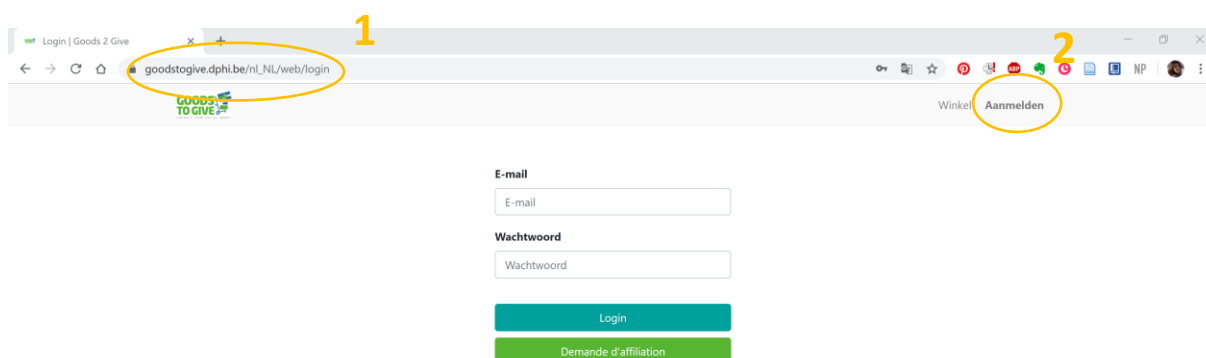 1
Login | Goods 2 Give
2
goodstogive.dphi.be/nl_NL/web/login
ABP
NP
GOODS
TO GIVE
Winkel
Aanmelden
E-mail
E-mail
Wachtwoord
Wachtwoord
Login
Demande d'affiliation